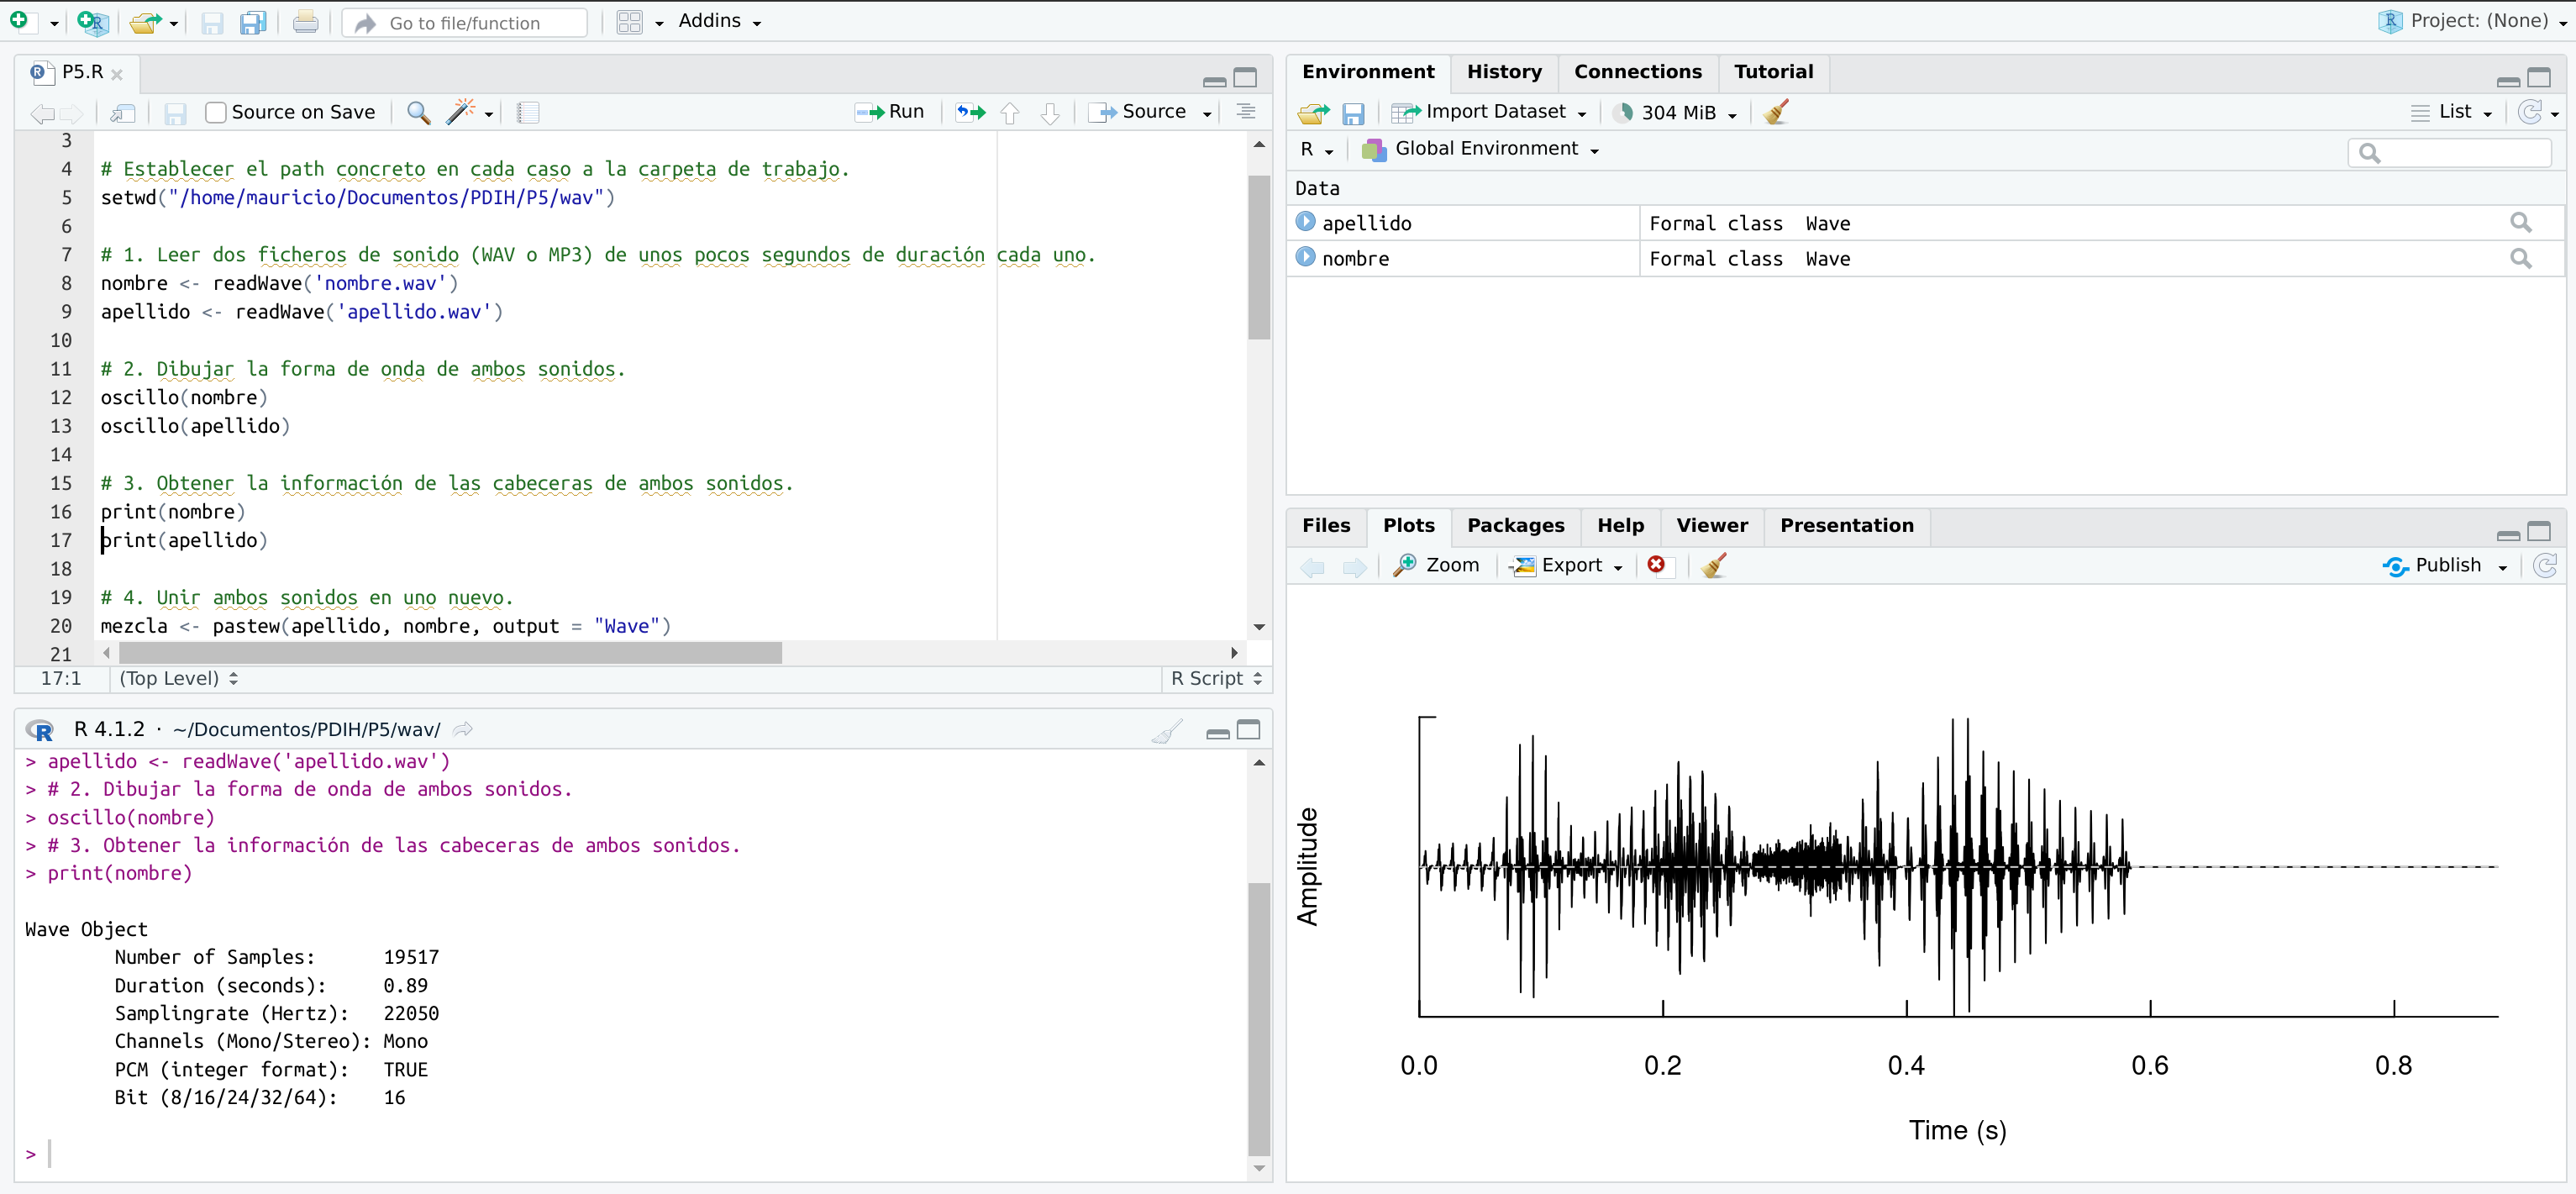 Go to file/function
Addins
Project: (None)
P5.R
Source on Save
Run
Source
3
4 # Establecer el path concreto en cada caso a la carpeta de trabajo.
5 setwd("/home/mauricio/Documentos/PDIH/P5/wav")
6
7 # 1. Leer dos ficheros de sonido (WAV o MP3) de unos pocos segundos de duración cada uno.
8 nombre <- readWave('nombre.wav')
9 apellido <- readWave('apellido.wav')
10
11 # 2. Dibujar la forma de onda de ambos sonidos.
12 oscillo(nombre)
13 oscillo(apellido)
14
15 # 3. Obtener la información de las cabeceras de ambos sonidos.
16 print(nombre)
17 print(apellido)
18
19 # 4. Unir ambos sonidos en uno nuevo.
20 mezcla <- pastew(apellido, nombre, output = "Wave")
21
17:1 (Top Level) R Script
R 4.1.2 · ~/Documentos/PDIH/P5/wav/
> apellido <- readWave('apellido.wav')
> # 2. Dibujar la forma de onda de ambos sonidos.
> oscillo(nombre)
> # 3. Obtener la información de las cabeceras de ambos sonidos.
> print(nombre)
Wave Object
Number of Samples: 19517
Duration (seconds): 0.89
Samplingrate (Hertz): 22050
Channels (Mono/Stereo): Mono
PCM (integer format): TRUE
Bit (8/16/24/32/64): 16
>
Environment History Connections Tutorial
Import Dataset 304 MiB List
R Global Environment
Data
apellido Formal class Wave
nombre Formal class Wave
Files Plots Packages Help Viewer Presentation
Zoom Export Publish
Amplitude
0.0 0.2 0.4 0.6 0.8
Time (s)